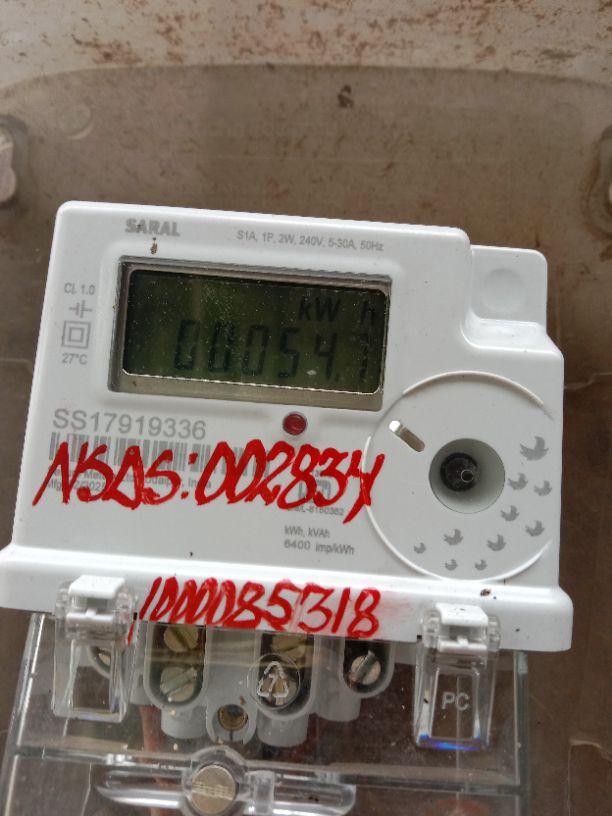 SARAL
S1A, 1P, 2W, 240V, 5-30A, 50Hz
CL 1.0
27°C
kW h
00054.7
SS17919336
NSDS:002834
kWh, kVAh
6400 imp/kWh
1000085318
PC